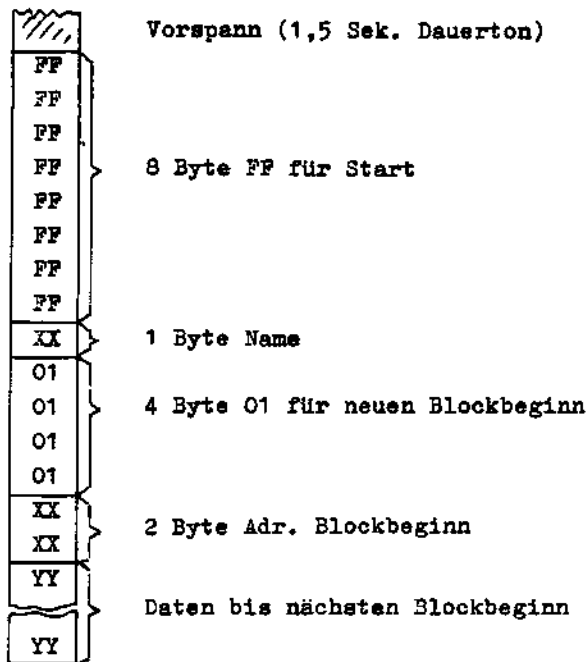 Vorspann (1,5 Sek. Dauerton)
FF
FF
FF
FF 8 Byte FF für Start
FF
FF
FF
FF
XX 1 Byte Name
01
01 4 Byte 01 für neuen Blockbeginn
01
01
XX
XX 2 Byte Adr. Blockbeginn
YY
Daten bis nächsten Blockbeginn
YY